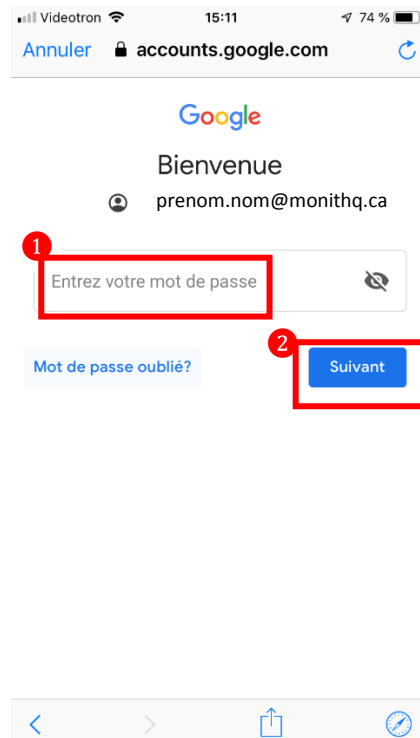 Videotron 15:11 74 %
Annuler accounts.google.com
Google
Bienvenue
prenom.nom@monithq.ca
1
Entrez votre mot de passe
2
Mot de passe oublié? Suivant